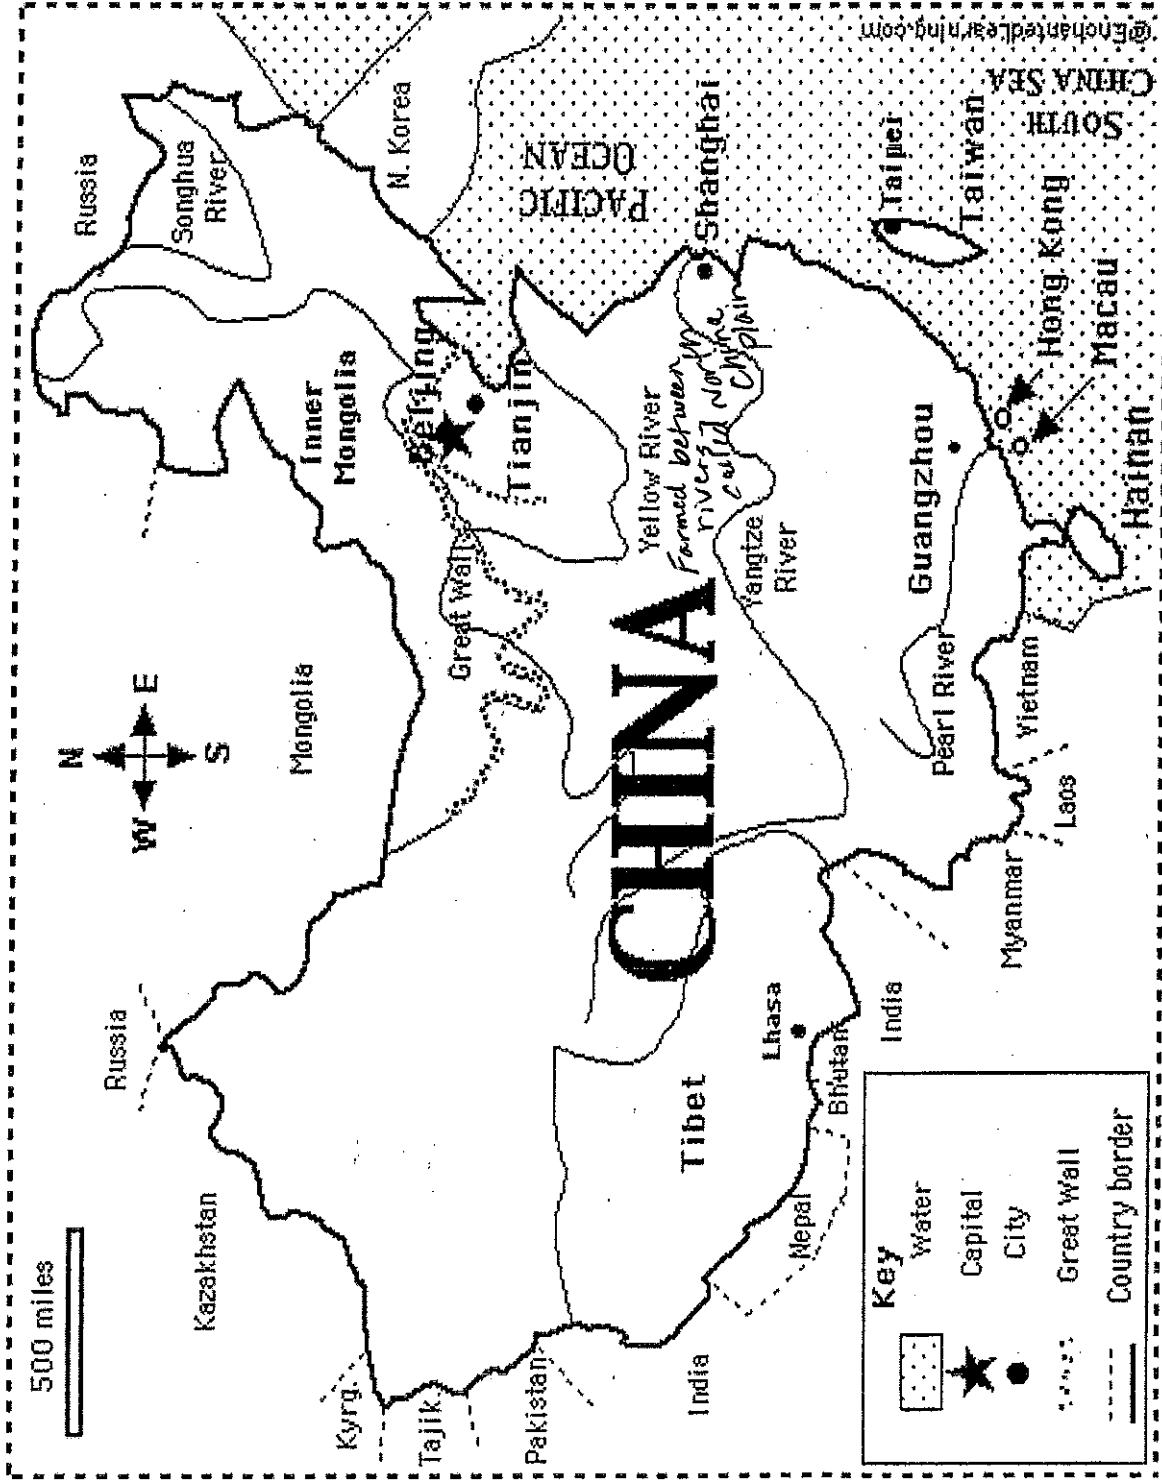 500 miles
Russia
Russia
Kazakhstan
N
W E
S
Mongolia
Inner
Mongolia
Songhua
River
Kyrg.
Tajik.
Pakistan
India
Great Wall
Beijing
Tianjin
N. Korea
PACIFIC
OCEAN
CHINA
Yellow River
Farmed between
rivers North
called China
plain
Tibet
Lhasa
Yangtze
River
Shanghai
Nepal
Bhutan
India
Myanmar
Laos
Vietnam
Pearl River
Guangzhou
Taipei
Taiwan
Hong Kong
Macau
Hainan
SOUTH
CHINA SEA
Key
Water
Capital
City
Great Wall
Country border
@EnchantedLearning.com